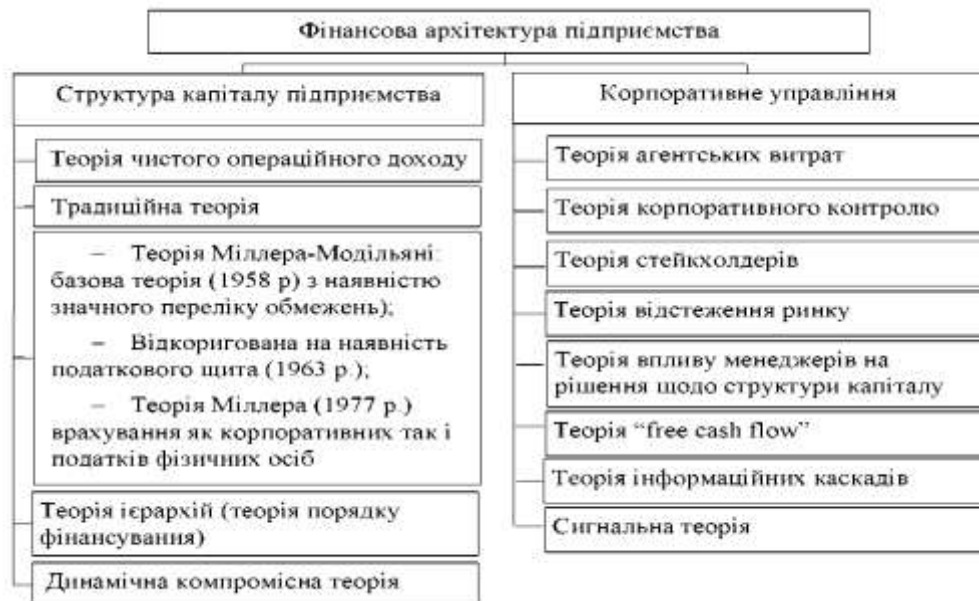 Фінансова архітектура підприємства
Структура капіталу підприємства
Теорія чистого операційного доходу
Традиційна теорія
– Теорія Міллера-Модільяні:
базова теорія (1958 р) з наявністю
значного переліку обмежень);
– Відкоригована на наявність
податкового щита (1963 р.);
– Теорія Міллера (1977 р.)
врахування як корпоративних так і
податків фізичних осіб
Теорія ієрархій (теорія порядку
фінансування)
Динамічна компромісна теорія
Корпоративне управління
Теорія агентських витрат
Теорія корпоративного контролю
Теорія стейкхолдерів
Теорія відстеження ринку
Теорія впливу менеджерів на
рішення щодо структури капіталу
Теорія “free cash flow”
Теорія інформаційних каскадів
Сигнальна теорія